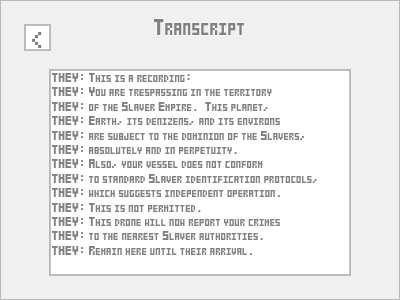 Transcript
<
THEY: This is a recording:
THEY: You are trespassing in the territory
THEY: of the Slaver Empire. This planet,
THEY: Earth, its denizens, and its environs
THEY: are subject to the dominion of the Slavers,
THEY: absolutely and in perpetuity.
THEY: Also, your vessel does not conform
THEY: to standard Slaver identification protocols,
THEY: which suggests independent operation.
THEY: This is not permitted.
THEY: This drone will now report your crimes
THEY: to the nearest Slaver authorities.
THEY: Remain here until their arrival.